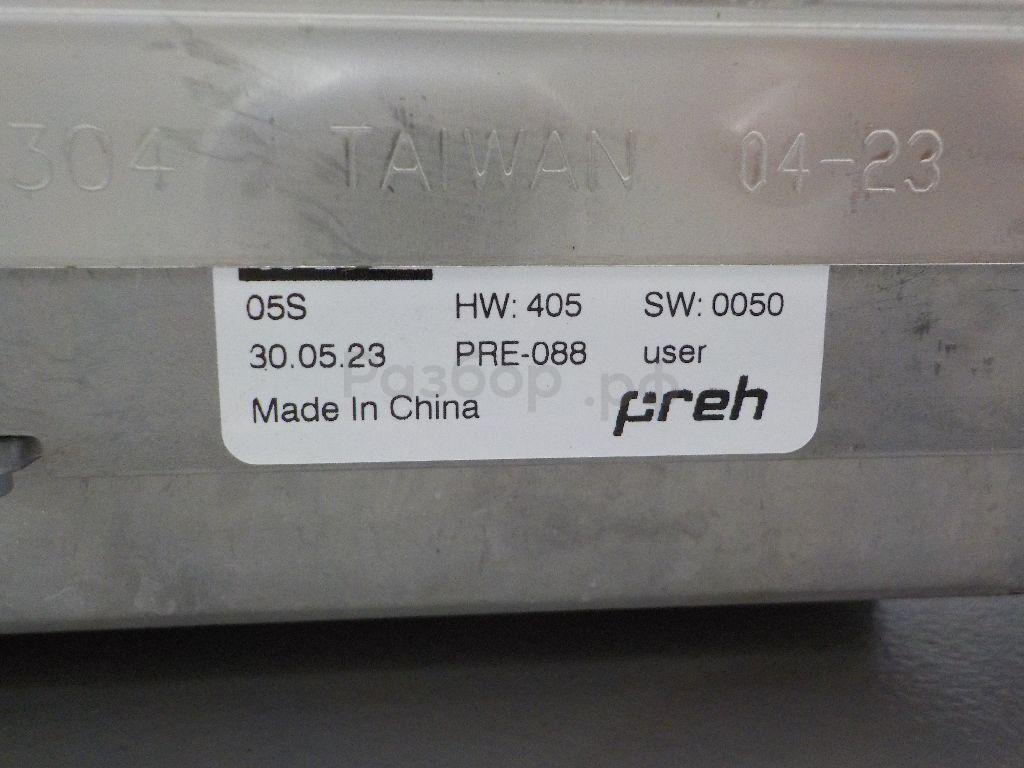 304 TAIWAN 04-23
05S HW: 405 SW: 0050
30.05.23 PRE-088 user
Разбор.рф
Made In China preh